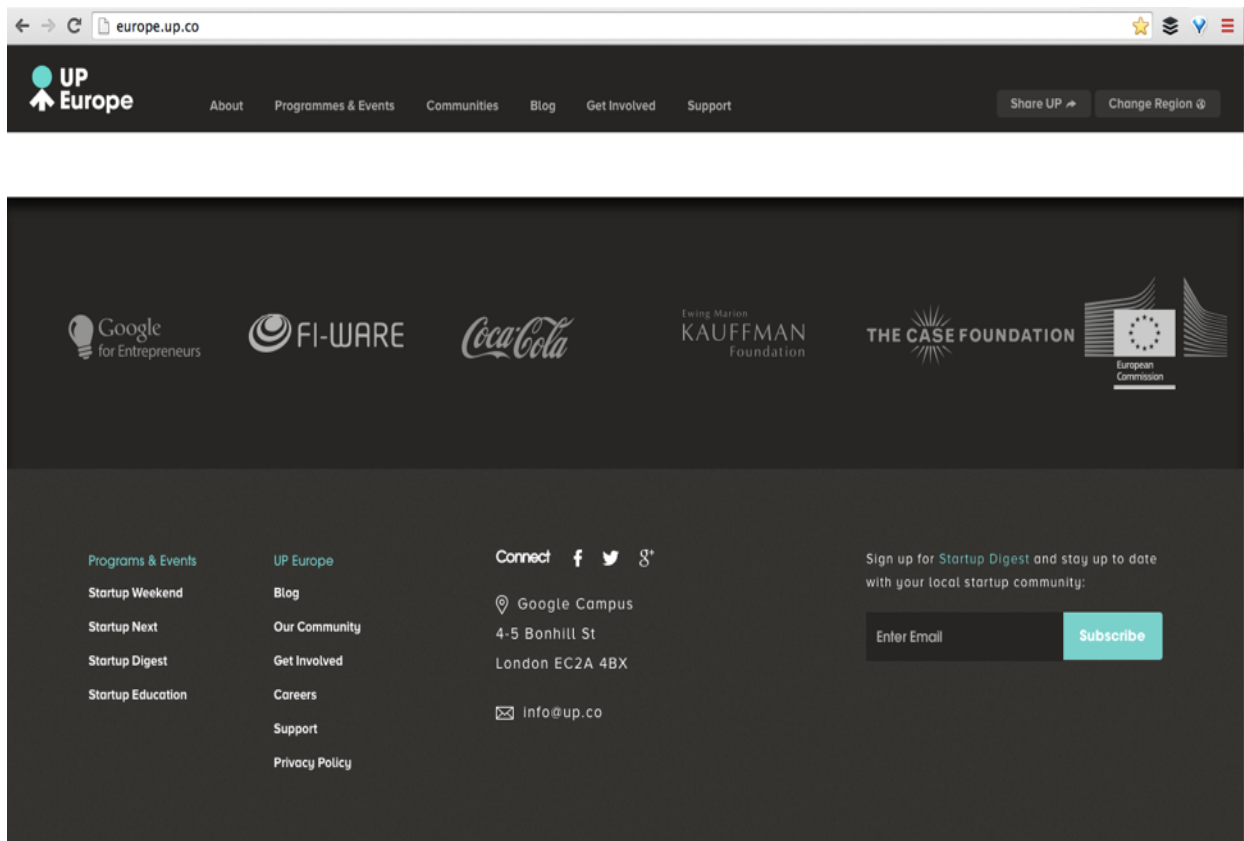 europe.up.co
UP
Europe
About Programmes & Events Communities Blog Get Involved Support
Share UP Change Region
Google
for Entrepreneurs
FI-WARE
Coca-Cola
Ewing Marion
KAUFFMAN
Foundation
THE CASE FOUNDATION
European
Commission
Programs & Events
Startup Weekend
Startup Next
Startup Digest
Startup Education
UP Europe
Blog
Our Community
Get Involved
Careers
Support
Privacy Policy
Connect f g+
Google Campus
4-5 Bonhill St
London EC2A 4BX
info@up.co
Sign up for Startup Digest and stay up to date
with your local startup community:
Enter Email Subscribe